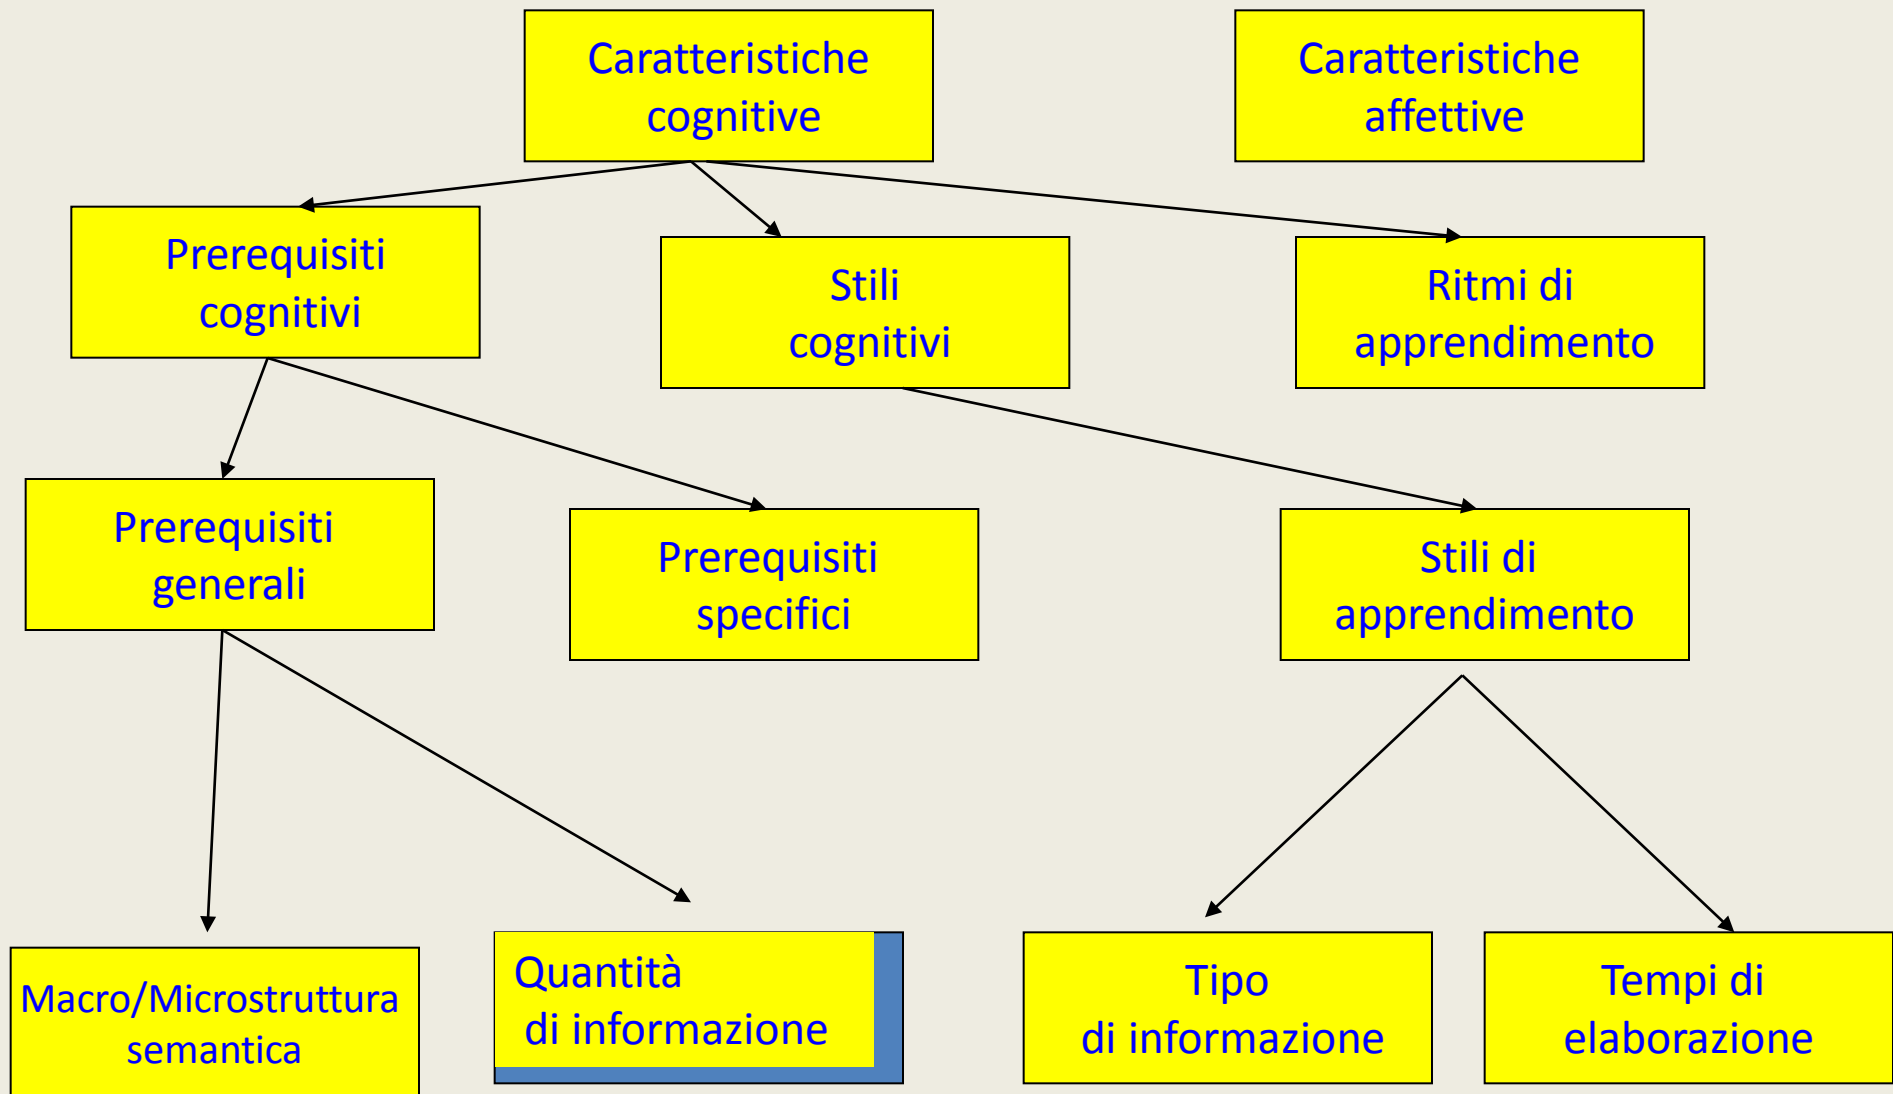 Caratteristiche
cognitive
Caratteristiche
affettive
Prerequisiti
cognitivi
Stili
cognitivi
Ritmi di
apprendimento
Prerequisiti
generali
Prerequisiti
specifici
Stili di
apprendimento
Macro/Microstruttura
semantica
Quantità
di informazione
Tipo
di informazione
Tempi di
elaborazione